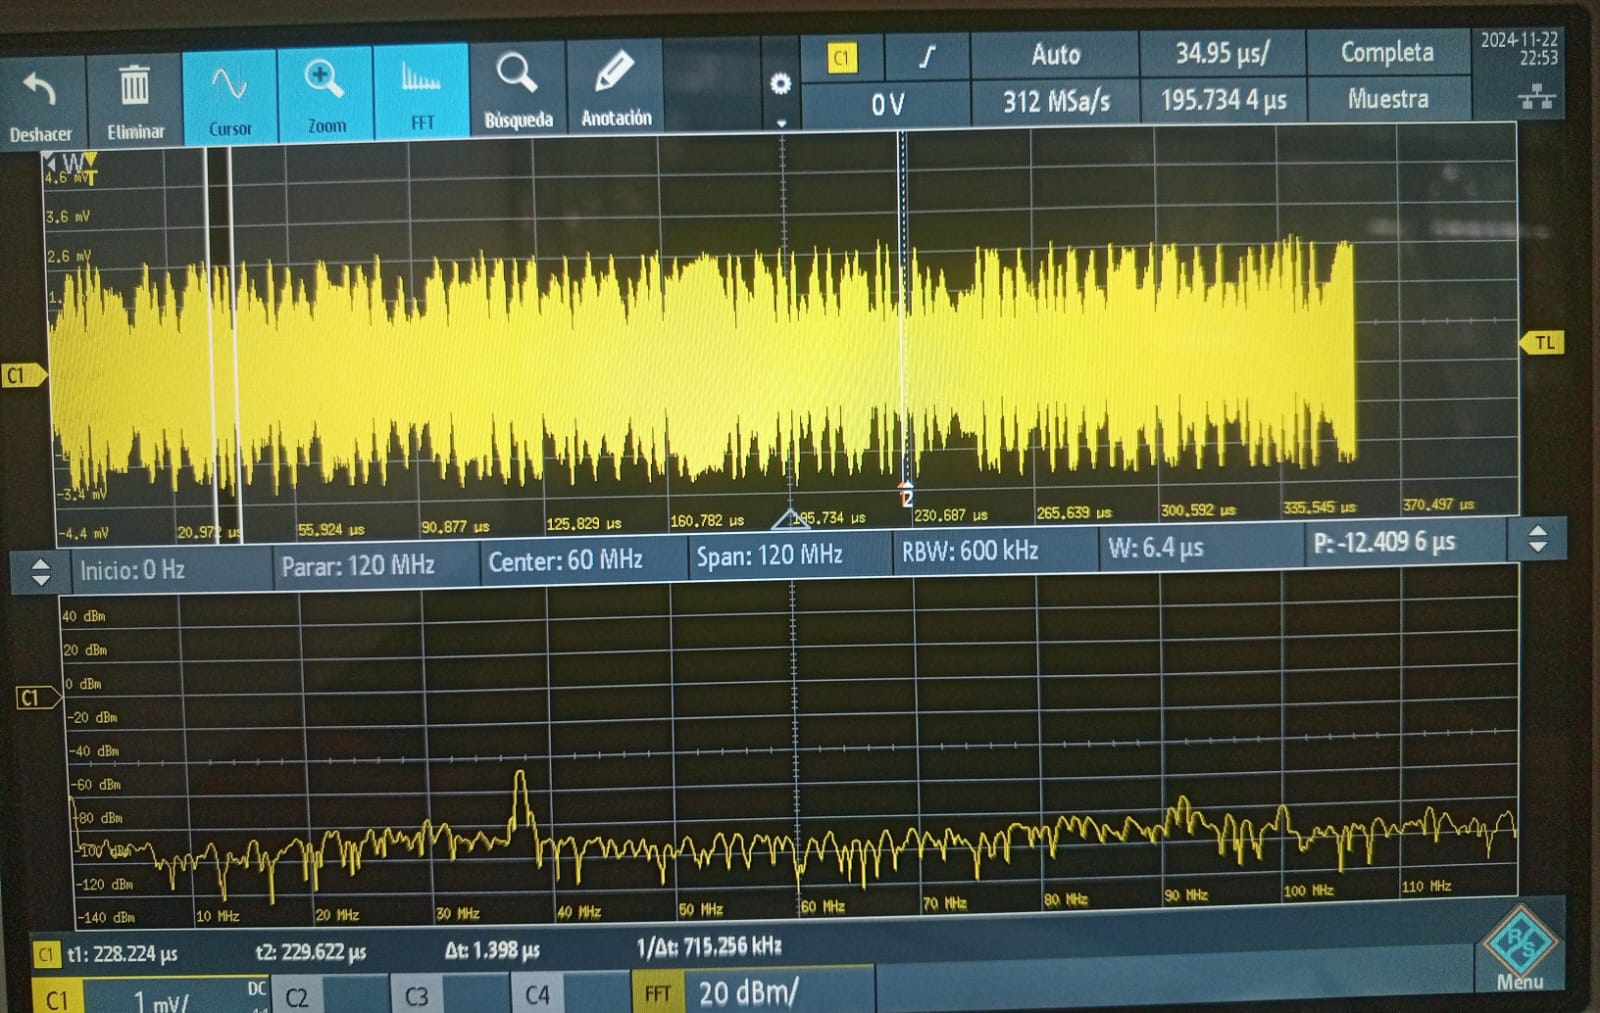 Deshacer
Eliminar
Cursor
Zoom
FFT
Búsqueda
Anotación
C1
0 V
Auto
312 MSa/s
34.95 µs/
195.734 4 µs
Completa
Muestra
2024-11-22
22:53
W
T
4.6 mV
3.6 mV
2.6 mV
C1
TL
-3.4 mV
-4.4 mV
2
20.972 µs
55.924 µs
90.877 µs
125.829 µs
160.782 µs
195.734 µs
230.687 µs
265.639 µs
300.592 µs
335.545 µs
370.497 µs
Inicio: 0 Hz
Parar: 120 MHz
Center: 60 MHz
Span: 120 MHz
RBW: 600 kHz
W: 6.4 µs
P: -12.409 6 µs
40 dBm
20 dBm
0 dBm
C1
-20 dBm
-40 dBm
-60 dBm
-80 dBm
-100 dBm
-120 dBm
-140 dBm
10 MHz
20 MHz
30 MHz
40 MHz
50 MHz
60 MHz
70 MHz
80 MHz
90 MHz
100 MHz
110 MHz
C1
t1: 228.224 µs
t2: 229.622 µs
Δt: 1.398 µs
1/Δt: 715.256 kHz
R&S
Menu
C1
1 mV/
DC
C2
C3
C4
FFT
20 dBm/